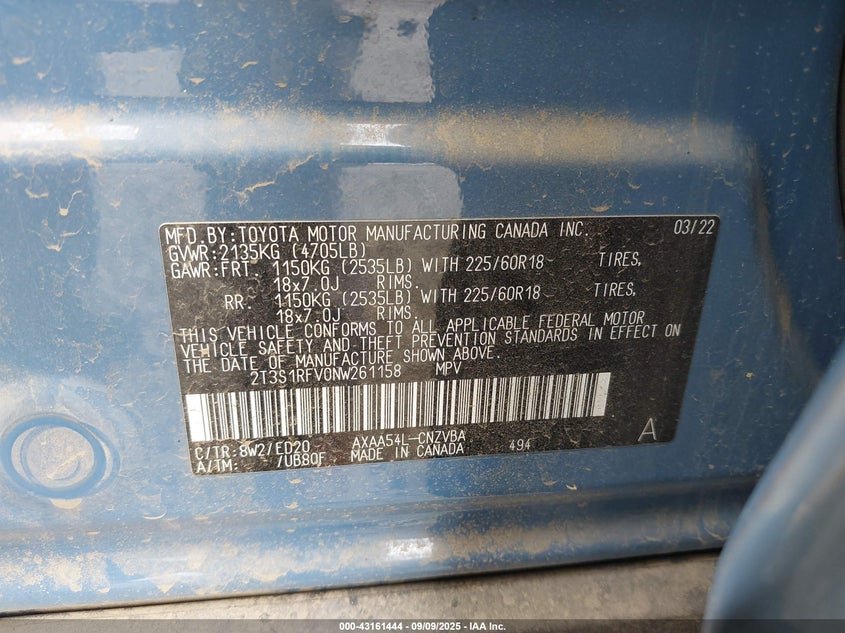 MFD. BY: TOYOTA MOTOR MANUFACTURING CANADA INC. 03/22
GVWR: 2135KG (4705LB)
GAWR: FRT. 1150KG (2535LB) WITH 225/60R18 TIRES,
18x7.0J RIMS.
RR. 1150KG (2535LB) WITH 225/60R18 TIRES,
18x7.0J RIMS.
THIS VEHICLE CONFORMS TO ALL APPLICABLE FEDERAL MOTOR
VEHICLE SAFETY AND THEFT PREVENTION STANDARDS IN EFFECT ON
THE DATE OF MANUFACTURE SHOWN ABOVE.
2T3S1RFV0NW261158 MPV
C/TR: 8W2/ED20 AXAA54L-CNZVBA 494 A
A/TM: /UB80F MADE IN CANADA
000-43161444 - 09/09/2025 - IAA Inc.